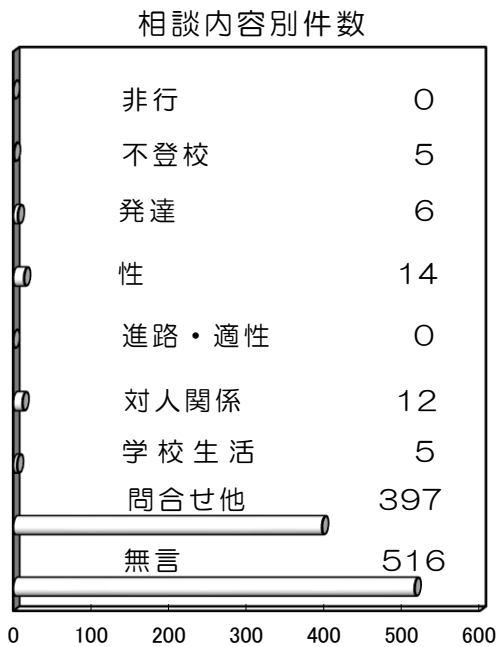 相談内容別件数
非行 0
不登校 5
発達 6
性 14
進路・適性 0
対人関係 12
学校生活 5
問合せ他 397
無言 516
0 100 200 300 400 500 600